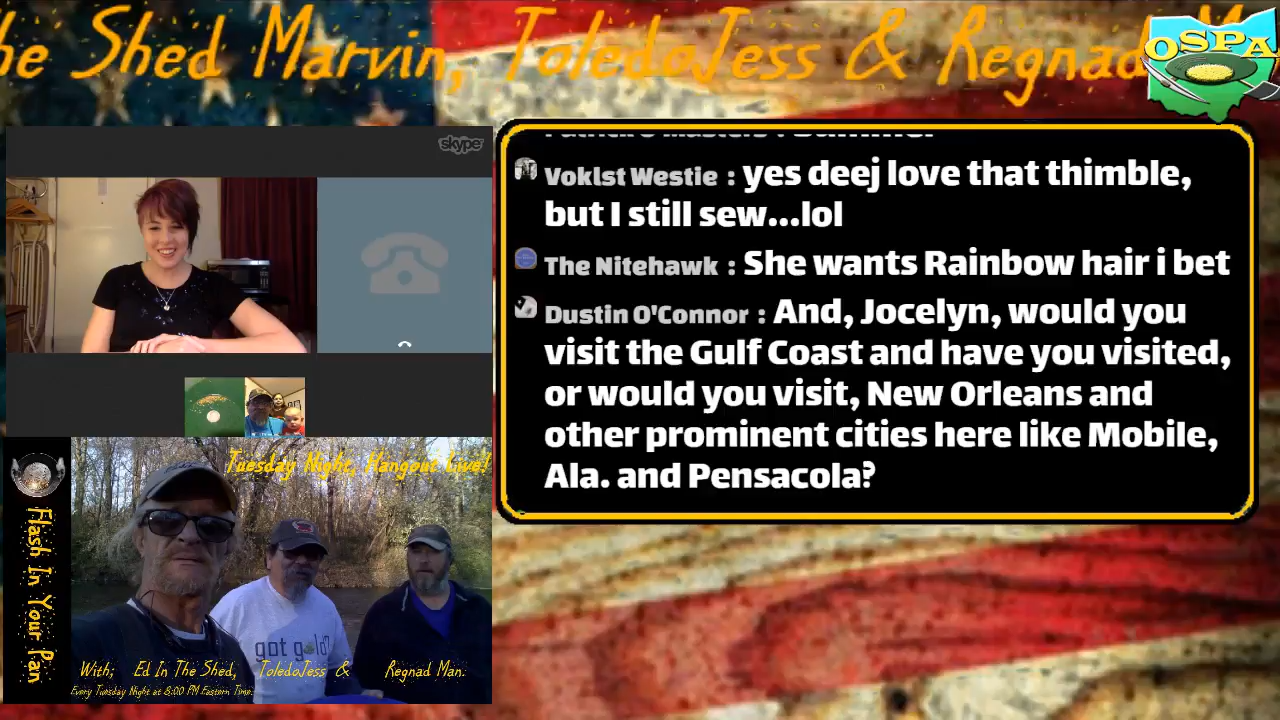 he Shed Marvin, ToledoJess & Regnad M
OSPA
skype
Patrick O Masters : Summer
Voklst Westie : yes deej love that thimble,
but I still sew...lol
The Nitehawk : She wants Rainbow hair i bet
Dustin O'Connor : And, Jocelyn, would you
visit the Gulf Coast and have you visited,
or would you visit, New Orleans and
other prominent cities here like Mobile,
Ala. and Pensacola?
Tuesday Night, Hangout Live!
Flash In Your Pan
got gold?
With; Ed In The Shed, ToledoJess & Regnad Man.
Every Tuesday Night at 8:00 PM Eastern Time.